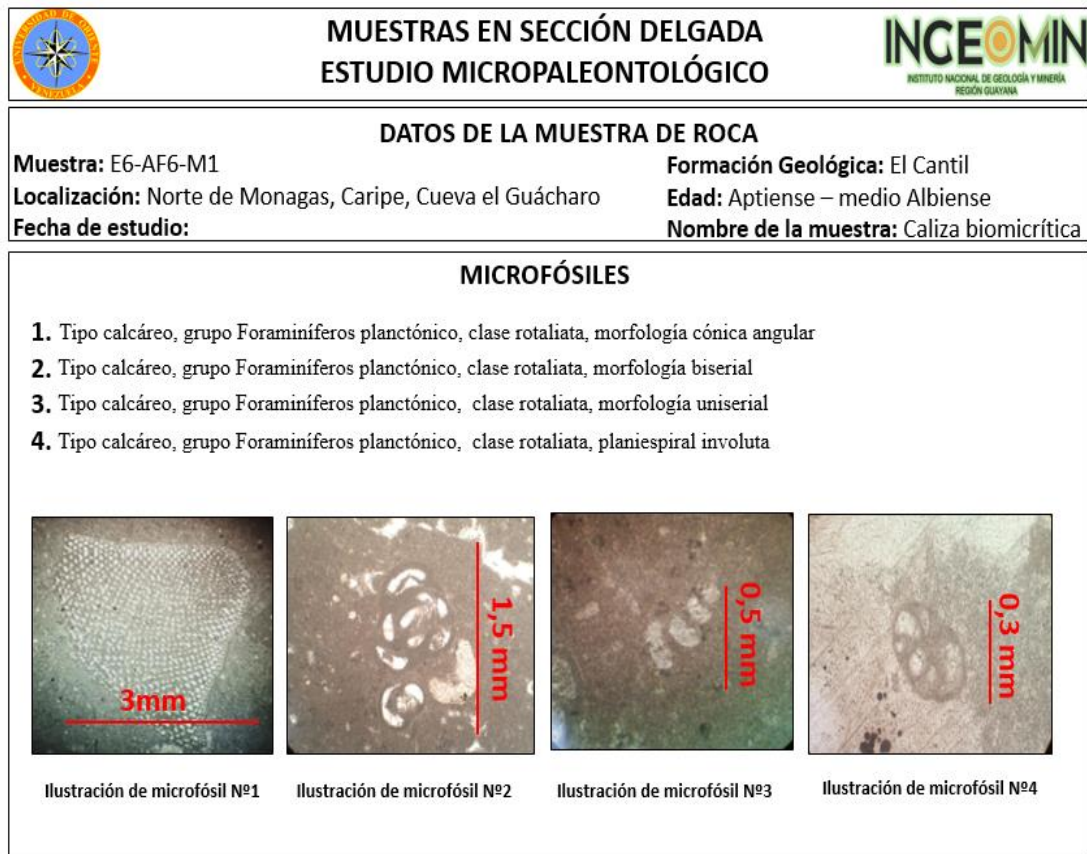 UNIVERSIDAD DE ORIENTE
VENEZUELA
MUESTRAS EN SECCIÓN DELGADA
ESTUDIO MICROPALEONTOLÓGICO
INGEOMIN
INSTITUTO NACIONAL DE GEOLOGÍA Y MINERÍA
REGIÓN GUAYANA
DATOS DE LA MUESTRA DE ROCA
Muestra: E6-AF6-M1
Localización: Norte de Monagas, Caripe, Cueva el Guácharo
Fecha de estudio:
Formación Geológica: El Cantil
Edad: Aptiense – medio Albiense
Nombre de la muestra: Caliza biomicrítica
MICROFÓSILES
1. Tipo calcáreo, grupo Foraminíferos planctónico, clase rotaliata, morfología cónica angular
2. Tipo calcáreo, grupo Foraminíferos planctónico, clase rotaliata, morfología biserial
3. Tipo calcáreo, grupo Foraminíferos planctónico, clase rotaliata, morfología uniserial
4. Tipo calcáreo, grupo Foraminíferos planctónico, clase rotaliata, planiespiral involuta
3mm
1,5 mm
0,5 mm
0,3 mm
Ilustración de microfósil Nº1
Ilustración de microfósil Nº2
Ilustración de microfósil Nº3
Ilustración de microfósil Nº4